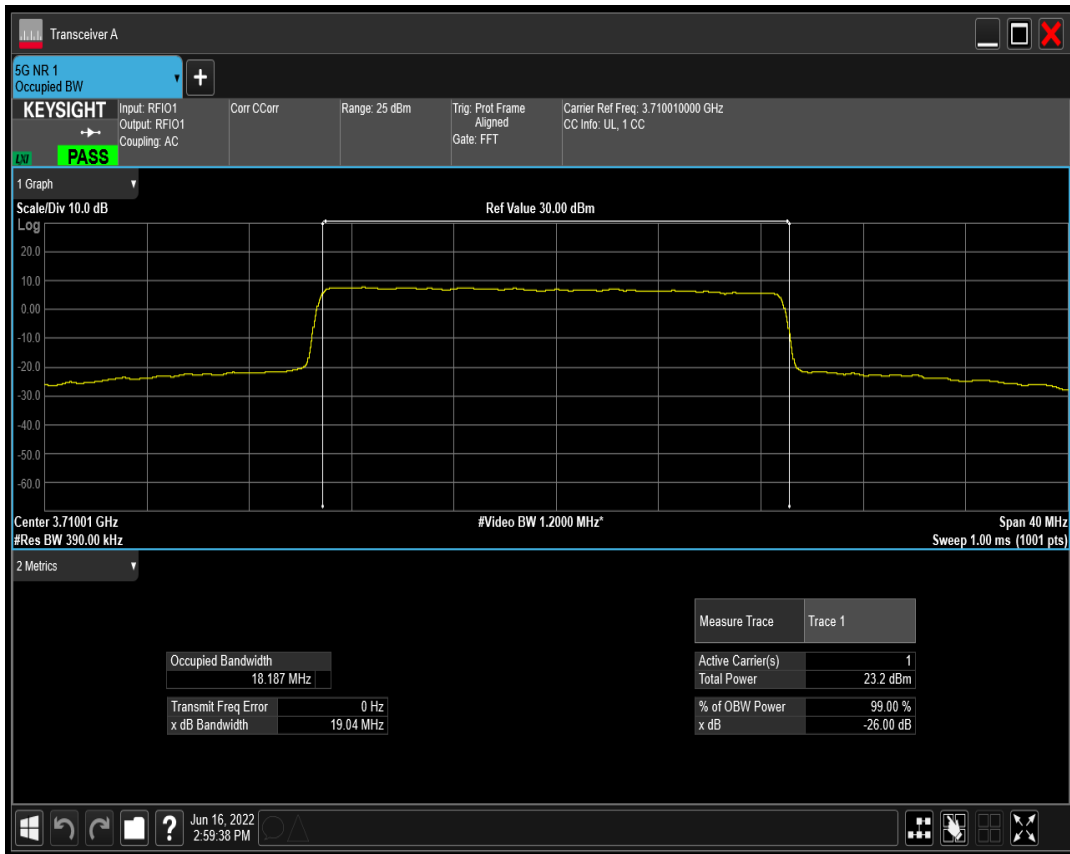 Transceiver A
5G NR 1
Occupied BW
KEYSIGHT
LXI
PASS
Input: RFIO1
Output: RFIO1
Coupling: AC
Corr CCorr
Range: 25 dBm
Trig: Prot Frame
Aligned
Gate: FFT
Carrier Ref Freq: 3.710010000 GHz
CC Info: UL, 1 CC
1 Graph
Scale/Div 10.0 dB
Ref Value 30.00 dBm
Log
20.0
10.0
0.00
-10.0
-20.0
-30.0
-40.0
-50.0
-60.0
Center 3.71001 GHz
#Video BW 1.2000 MHz*
Span 40 MHz
#Res BW 390.00 kHz
Sweep 1.00 ms (1001 pts)
2 Metrics
Measure Trace Trace 1
Occupied Bandwidth
18.187 MHz
Active Carrier(s) 1
Total Power 23.2 dBm
Transmit Freq Error 0 Hz
x dB Bandwidth 19.04 MHz
% of OBW Power 99.00 %
x dB -26.00 dB
?
Jun 16, 2022
2:59:38 PM